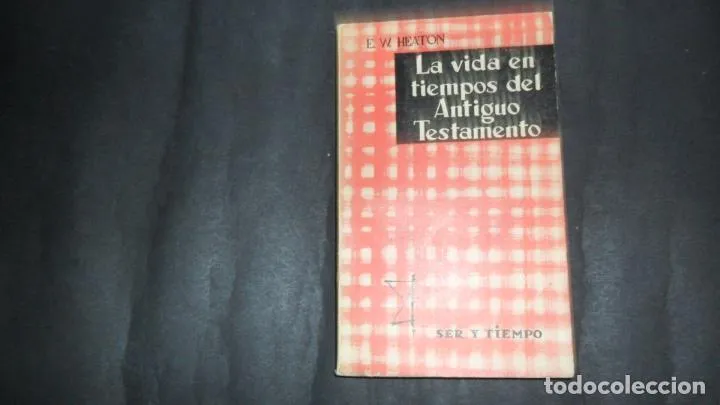 E. W. HEATON
La vida en
tiempos del
Antiguo
Testamento
SER Y TIEMPO
todocoleccion